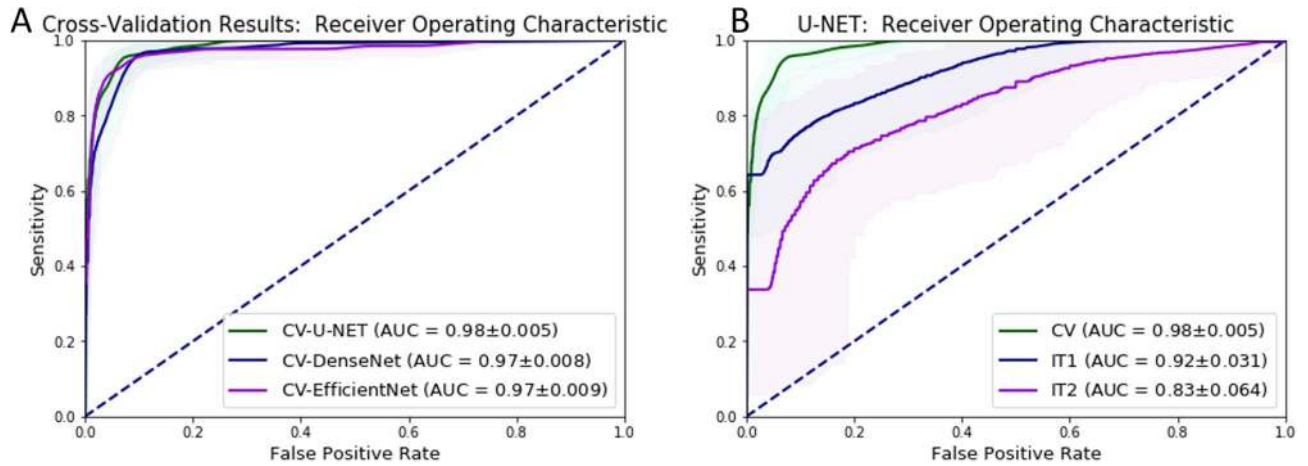 A Cross-Validation Results: Receiver Operating Characteristic
1.0
0.8
0.6
0.4
0.2
0.0
Sensitivity
CV-U-NET (AUC = 0.98±0.005)
CV-DenseNet (AUC = 0.97±0.008)
CV-EfficientNet (AUC = 0.97±0.009)
0.0 0.2 0.4 0.6 0.8 1.0
False Positive Rate
B U-NET: Receiver Operating Characteristic
1.0
0.8
0.6
0.4
0.2
0.0
Sensitivity
CV (AUC = 0.98±0.005)
IT1 (AUC = 0.92±0.031)
IT2 (AUC = 0.83±0.064)
0.0 0.2 0.4 0.6 0.8 1.0
False Positive Rate